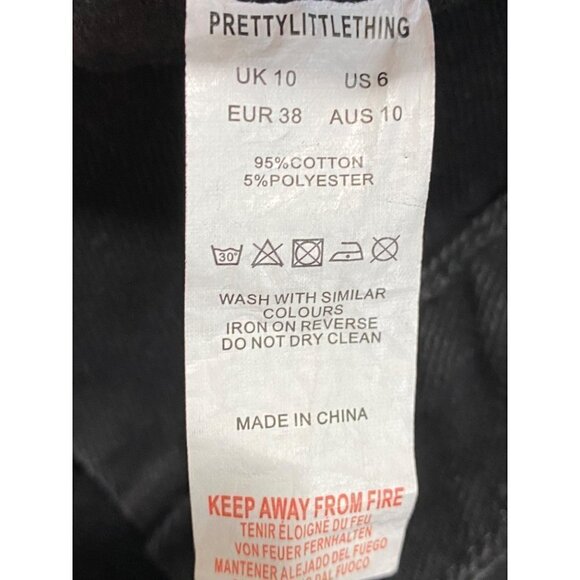 PRETTYLITTLETHING
UK 10 US 6
EUR 38 AUS 10
95%COTTON
5%POLYESTER
30°
WASH WITH SIMILAR
COLOURS
IRON ON REVERSE
DO NOT DRY CLEAN
MADE IN CHINA
KEEP AWAY FROM FIRE
TENIR ÉLOIGNÉ DU FEU
VON FEUER FERNHALTEN
MANTENER ALEJADO DEL FUEGO
DAL FUOCO